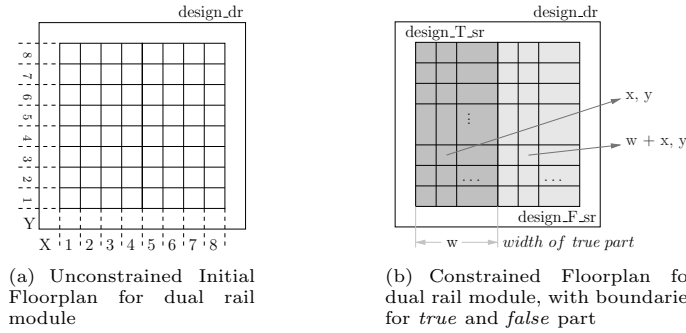 design_dr
8
7
6
5
4
3
2
1
Y
X 1 2 3 4 5 6 7 8
(a) Unconstrained Initial
Floorplan for dual rail
module
design_dr
design_T_sr
x, y
w + x, y
design_F_sr
w width of true part
(b) Constrained Floorplan fo
dual rail module, with boundarie
for true and false part